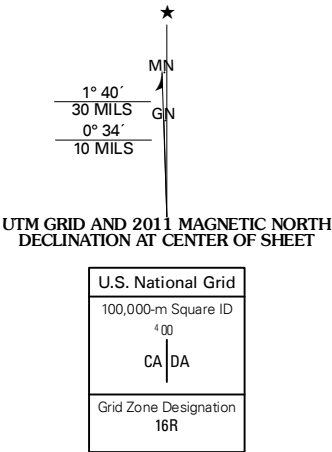 MN
1° 40´
30 MILS
GN
0° 34´
10 MILS
UTM GRID AND 2011 MAGNETIC NORTH
DECLINATION AT CENTER OF SHEET
U.S. National Grid
100,000-m Square ID
4 00
CA DA
Grid Zone Designation
16R